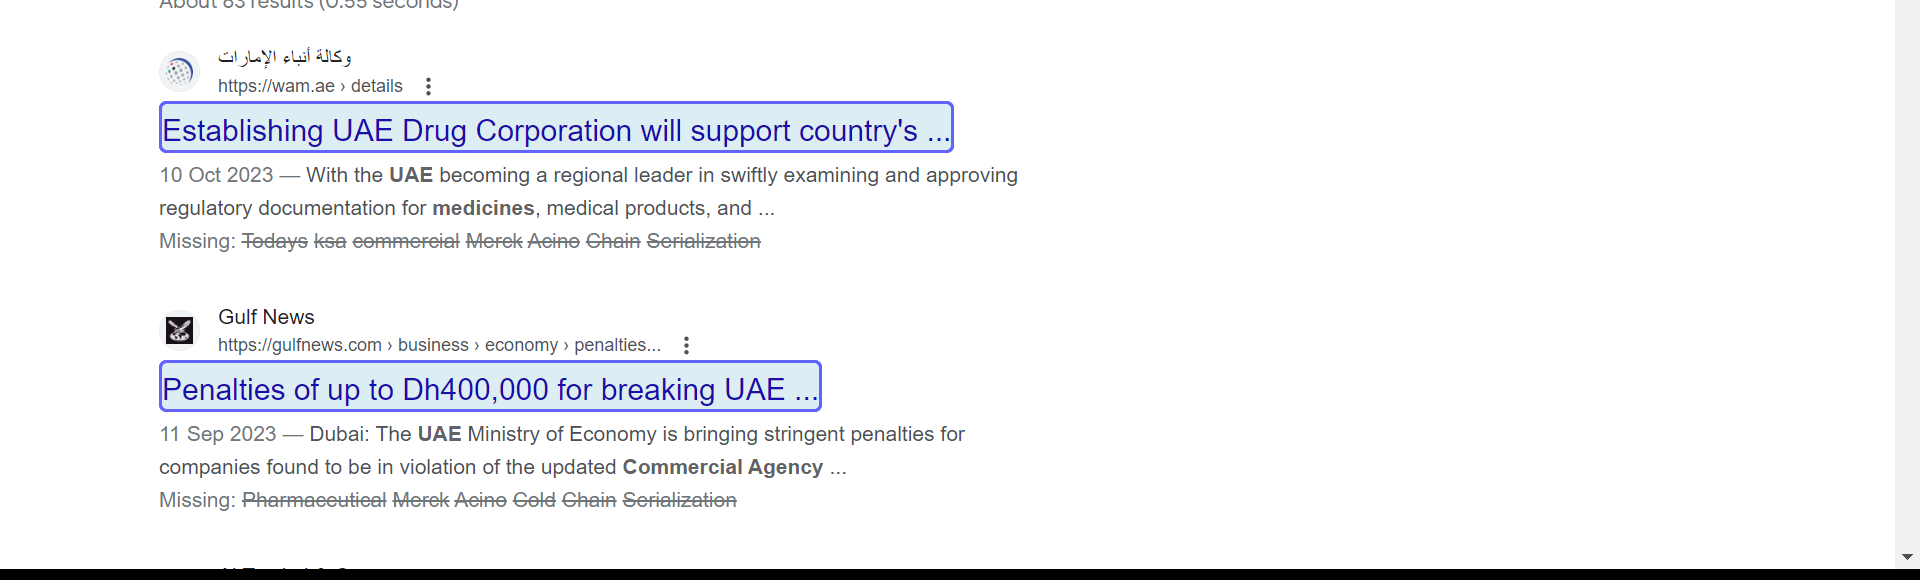 About 83 results (0.55 seconds)
وكالة أنباء الإمارات
https://wam.ae › details
Establishing UAE Drug Corporation will support country's ...
10 Oct 2023 — With the UAE becoming a regional leader in swiftly examining and approving
regulatory documentation for medicines, medical products, and ...
Missing: Todays ksa commercial Merck Acino Chain Serialization
Gulf News
https://gulfnews.com › business › economy › penalties...
Penalties of up to Dh400,000 for breaking UAE ...
11 Sep 2023 — Dubai: The UAE Ministry of Economy is bringing stringent penalties for
companies found to be in violation of the updated Commercial Agency ...
Missing: Pharmaceutical Merck Acino Cold Chain Serialization